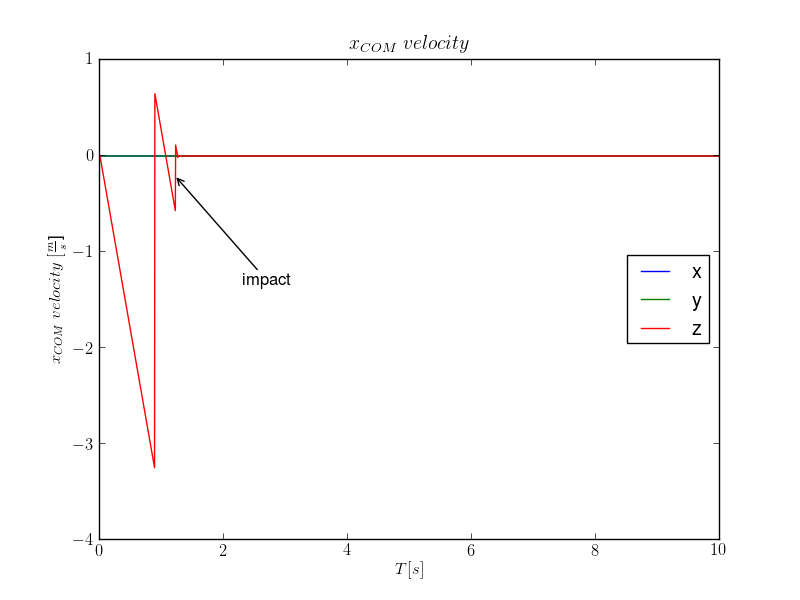 x_COM velocity
1
0
−1
−2
−3
−4
x_COM velocity [m/s]
impact
x
y
z
0 2 4 6 8 10
T[s]